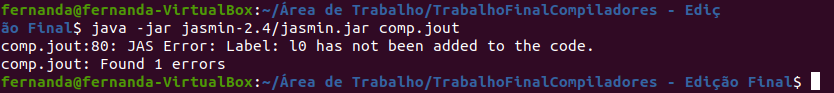 fernanda@fernanda-VirtualBox:~/Área de Trabalho/TrabalhoFinalCompiladores - Ediç
ão Final$ java -jar jasmin-2.4/jasmin.jar comp.jout
comp.jout:80: JAS Error: Label: l0 has not been added to the code.
comp.jout: Found 1 errors
fernanda@fernanda-VirtualBox:~/Área de Trabalho/TrabalhoFinalCompiladores - Edição Final$